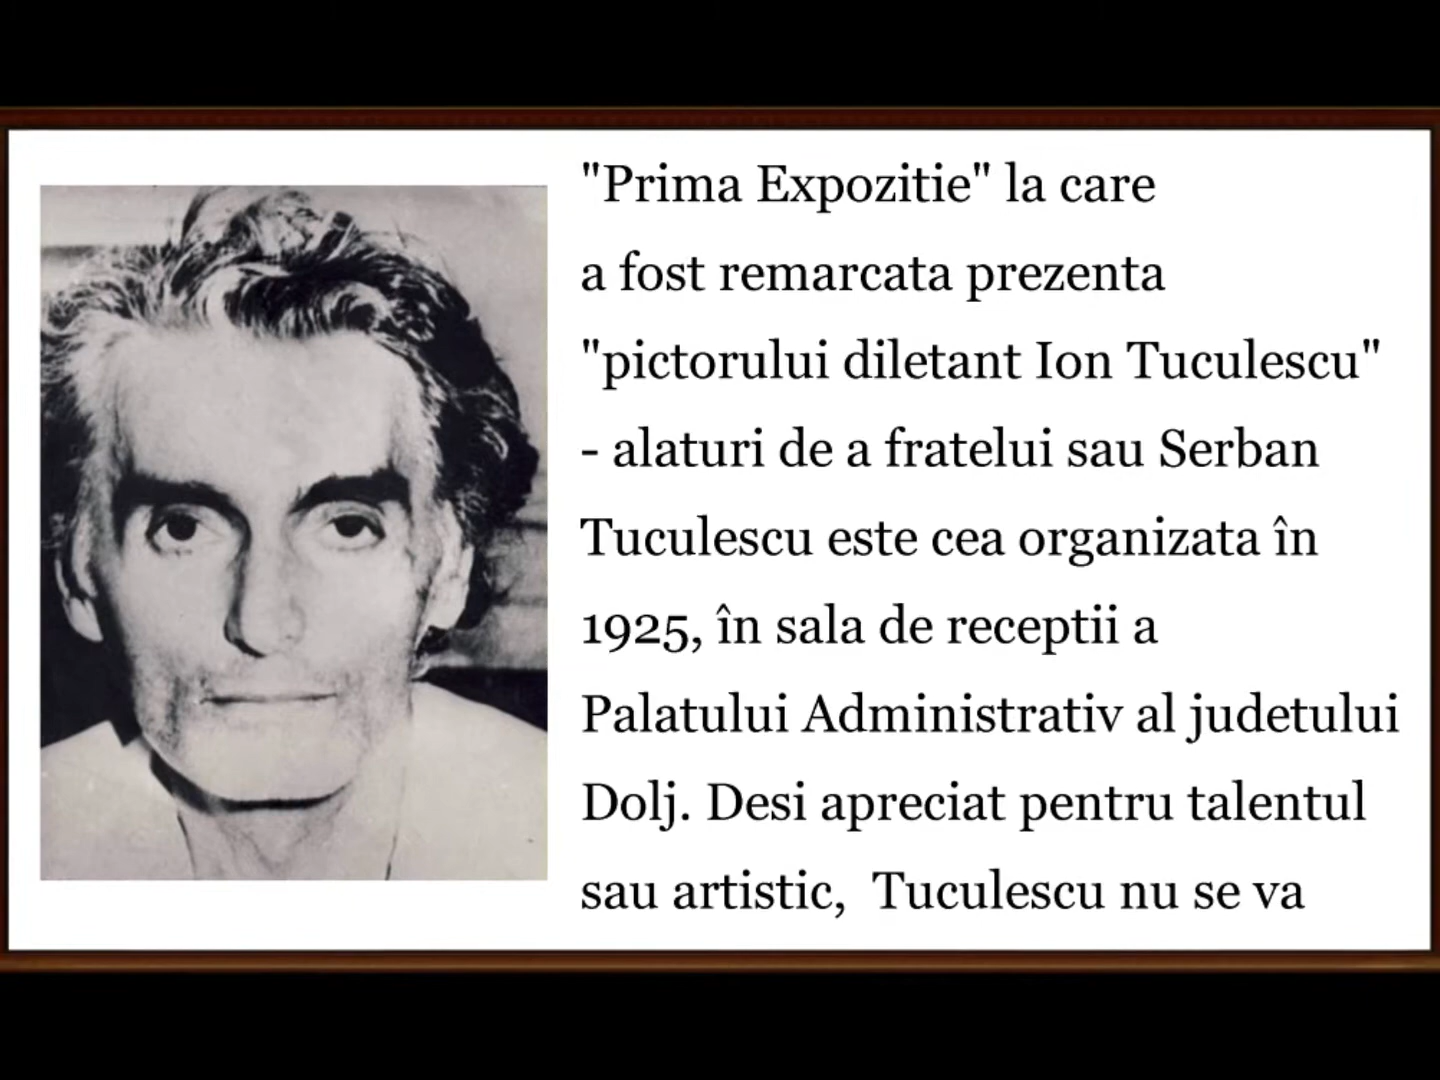 "Prima Expozitie" la care
a fost remarcata prezenta
"pictorului diletant Ion Tuculescu"
- alaturi de a fratelui sau Serban
Tuculescu este cea organizata în
1925, în sala de receptii a
Palatului Administrativ al judetului
Dolj. Desi apreciat pentru talentul
sau artistic,  Tuculescu nu se va